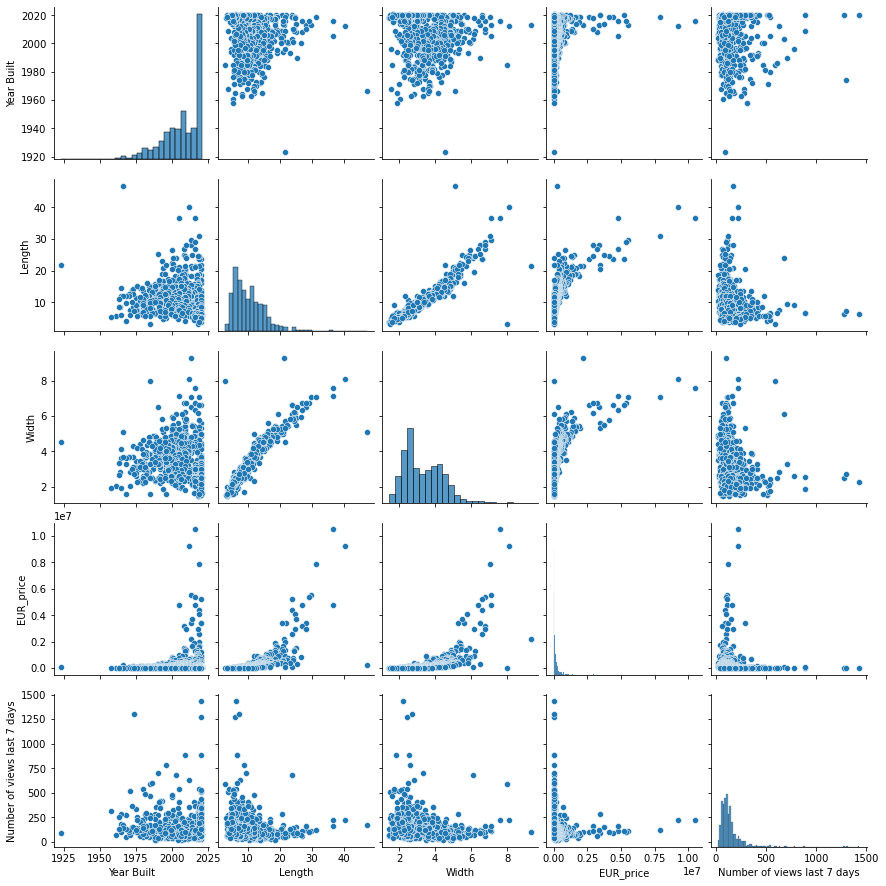 2020
2000
1980
1960
1940
1920
Year Built
40
30
20
10
Length
8
6
4
2
Width
1e7
1.0
0.8
0.6
0.4
0.2
0.0
EUR_price
1500
1250
1000
750
500
250
0
Number of views last 7 days
1925 1950 1975 2000 2025
Year Built
10 20 30 40
Length
2 4 6 8
Width
0.00 0.25 0.50 0.75 1.00
1e7
EUR_price
0 500 1000 1500
Number of views last 7 days